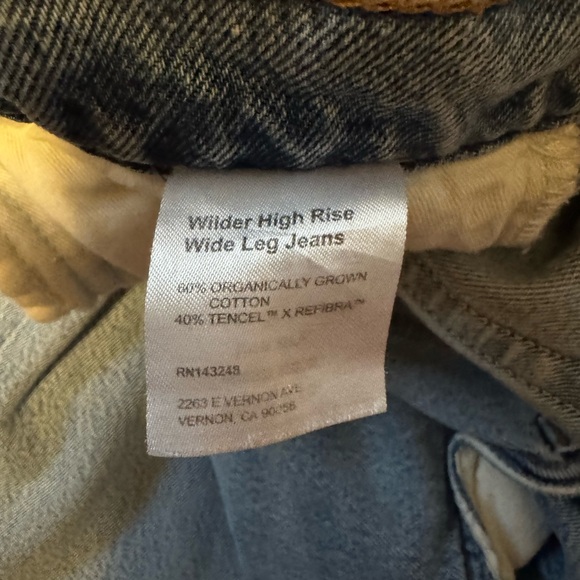 Wilder High Rise
Wide Leg Jeans
60% ORGANICALLY GROWN
COTTON
40% TENCEL™ X REFIBRA™
RN143248
2263 E VERNON AVE
VERNON, CA 90058